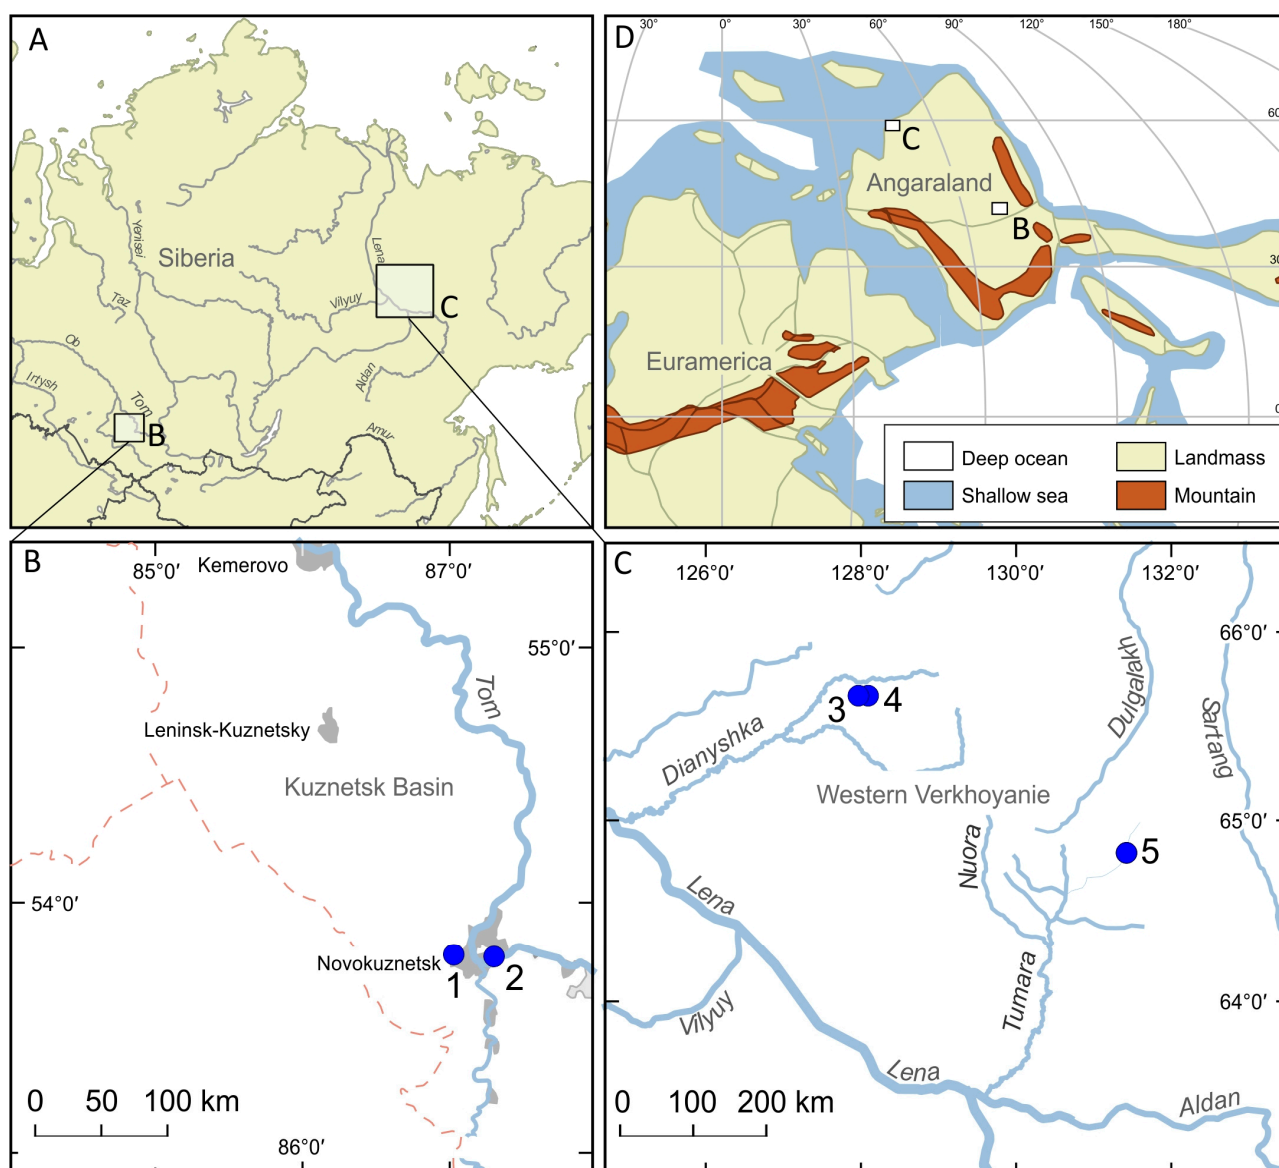 A
Siberia
Yenisei
Lena
Taz
Vilyuy
C
Ob
Irtysh
Tom
Aldan
Amur
B
D
30°
0°
30°
60°
90°
120°
150°
180°
60
C
Angaraland
B
30
Euramerica
0
Deep ocean
Landmass
Shallow sea
Mountain
B
85°0′
Kemerovo
87°0′
55°0′
Tom
Leninsk-Kuznetsky
Kuznetsk Basin
54°0′
Novokuznetsk
1
2
0 50 100 km
86°0′
C
126°0′
128°0′
130°0′
132°0′
66°0′
Dulgalakh
3
4
Sartang
Dianyshka
Western Verkhoyanie
65°0′
Nuora
5
Lena
Tumara
64°0′
Vilyuy
Lena
Aldan
0 100 200 km